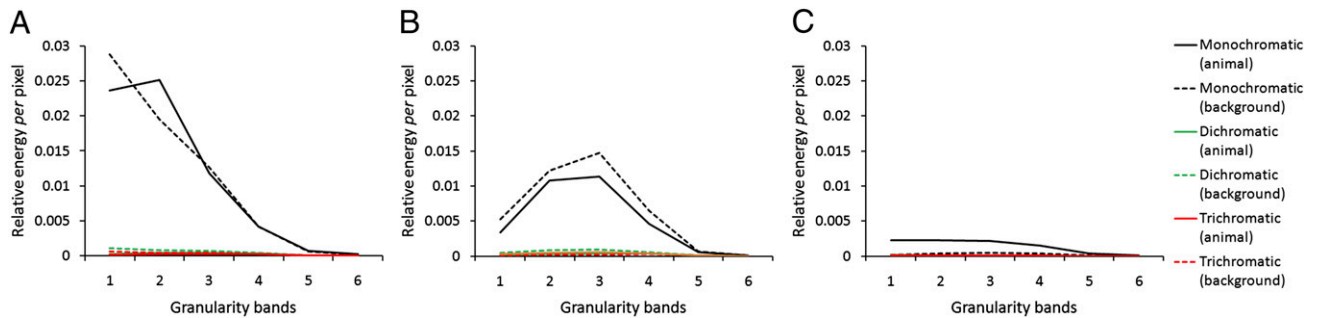 A
0.03
0.025
0.02
0.015
0.01
0.005
0
Relative energy per pixel
1 2 3 4 5 6
Granularity bands
B
0.03
0.025
0.02
0.015
0.01
0.005
0
Relative energy per pixel
1 2 3 4 5 6
Granularity bands
C
0.03
0.025
0.02
0.015
0.01
0.005
0
Relative energy per pixel
1 2 3 4 5 6
Granularity bands
Monochromatic
(animal)
Monochromatic
(background)
Dichromatic
(animal)
Dichromatic
(background)
Trichromatic
(animal)
Trichromatic
(background)